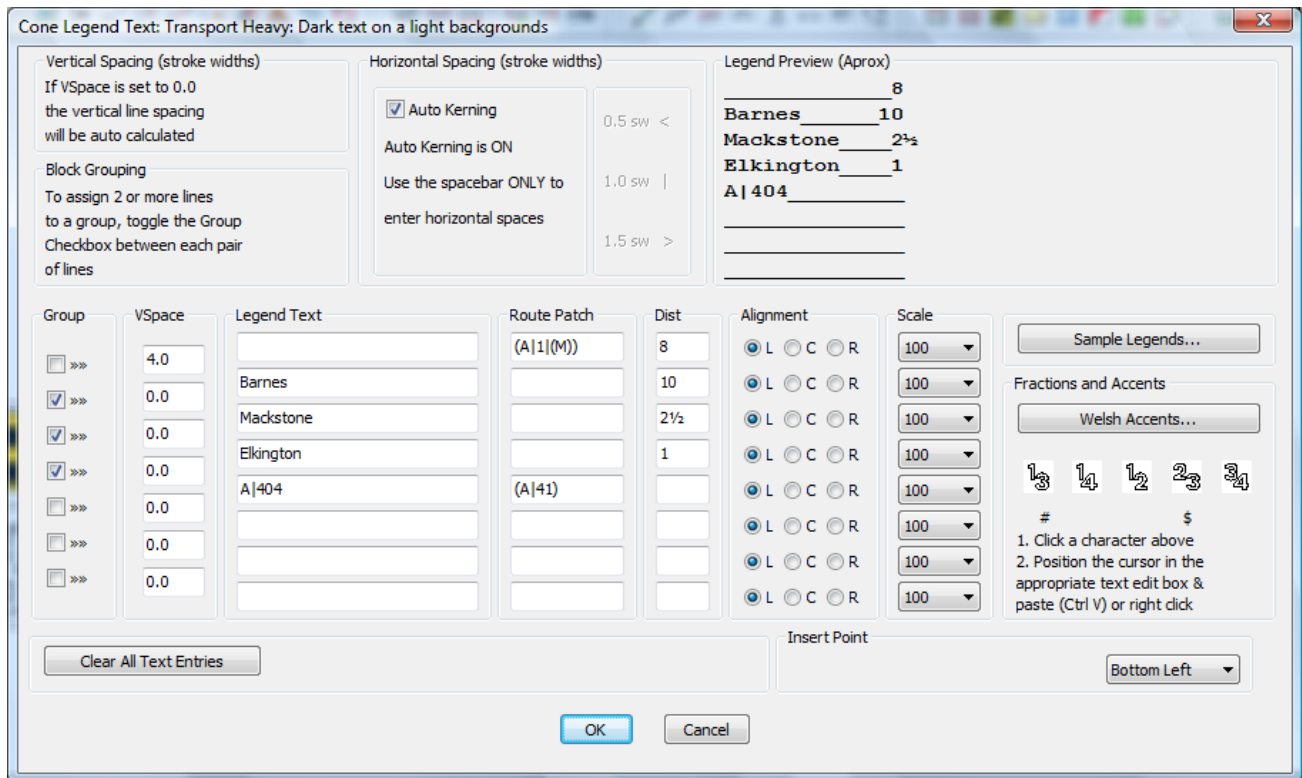 Cone Legend Text: Transport Heavy: Dark text on a light backgrounds
Vertical Spacing (stroke widths)
If VSpace is set to 0.0
the vertical line spacing
will be auto calculated
Block Grouping
To assign 2 or more lines
to a group, toggle the Group
Checkbox between each pair
of lines
Horizontal Spacing (stroke widths)
Auto Kerning
Auto Kerning is ON
Use the spacebar ONLY to
enter horizontal spaces
0.5 sw <
1.0 sw |
1.5 sw >
Legend Preview (Aprox)
_____________8
Barnes______10
Mackstone____2½
Elkington____1
A|404_________
______________
______________
______________
Group VSpace Legend Text Route Patch Dist Alignment Scale
(A|1|(M)) 8 L C R 100
»» 4.0
Barnes 10 L C R 100
»» 0.0
Mackstone 2½ L C R 100
»» 0.0
Elkington 1 L C R 100
»» 0.0
A|404 (A|41) L C R 100
»» 0.0
L C R 100
»» 0.0
L C R 100
»» 0.0
L C R 100
Sample Legends...
Fractions and Accents
Welsh Accents...
⅓ ¼ ½ ⅔ ¾
# $
1. Click a character above
2. Position the cursor in the
appropriate text edit box &
paste (Ctrl V) or right click
Clear All Text Entries
Insert Point
Bottom Left
OK Cancel